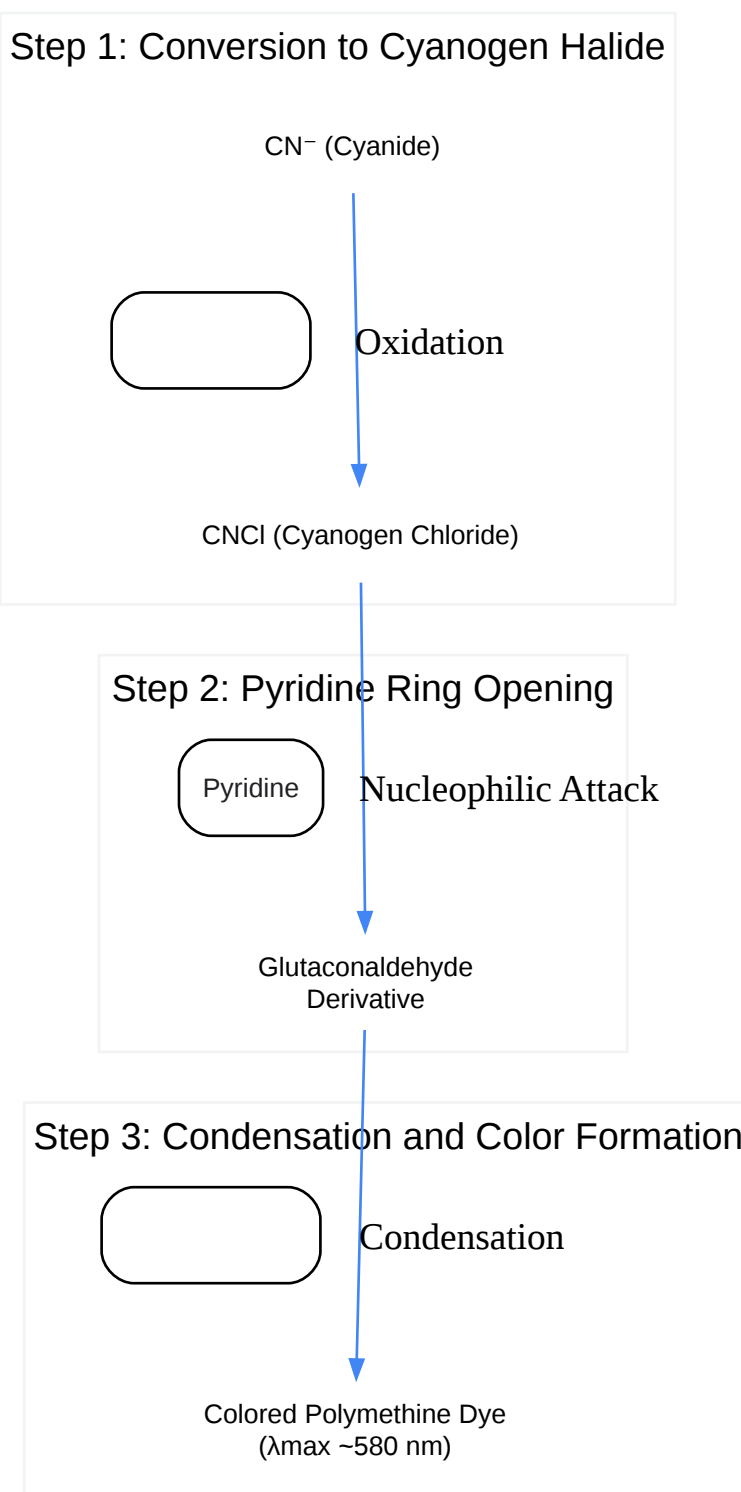 Step 1: Conversion to Cyanogen Halide
CN⁻ (Cyanide)
Oxidation
CNCl (Cyanogen Chloride)
Step 2: Pyridine Ring Opening
Pyridine
Nucleophilic Attack
Glutaconaldehyde
Derivative
Step 3: Condensation and Color Formation
Condensation
Colored Polymethine Dye
(λmax ~580 nm)